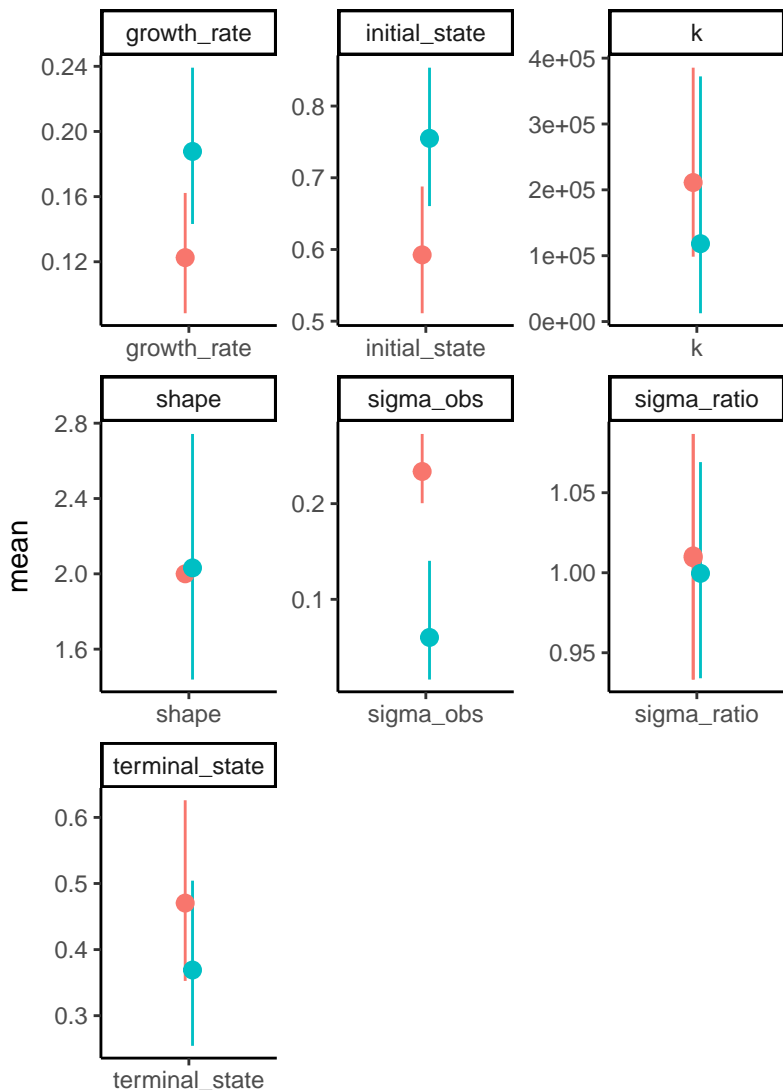 growth_rate
initial_state
k
0.24
0.20
0.16
0.12
0.8
0.7
0.6
0.5
4e+05
3e+05
2e+05
1e+05
0e+00
growth_rate
initial_state
k
shape
sigma_obs
sigma_ratio
2.8
2.4
2.0
1.6
0.2
0.1
1.05
1.00
0.95
shape
sigma_obs
sigma_ratio
mean
terminal_state
0.6
0.5
0.4
0.3
terminal_state